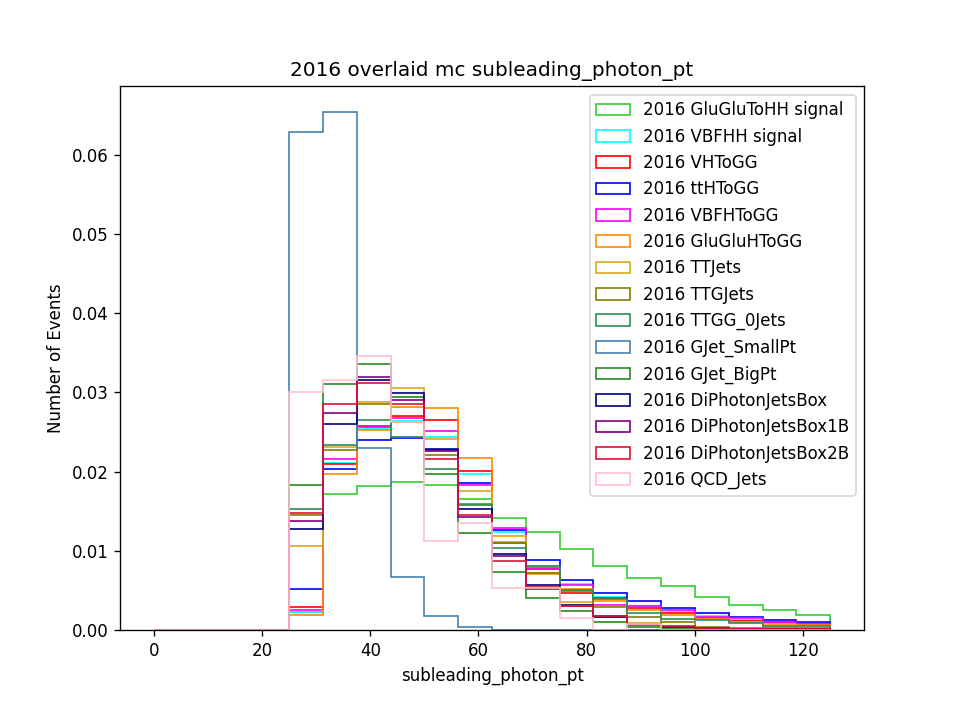 2016 overlaid mc subleading_photon_pt
Number of Events
0.06
0.05
0.04
0.03
0.02
0.01
0.00
0
20
40
60
80
100
120
subleading_photon_pt
2016 GluGluToHH signal
2016 VBFHH signal
2016 VHToGG
2016 ttHToGG
2016 VBFHToGG
2016 GluGluHToGG
2016 TTJets
2016 TTGJets
2016 TTGG_0Jets
2016 GJet_SmallPt
2016 GJet_BigPt
2016 DiPhotonJetsBox
2016 DiPhotonJetsBox1B
2016 DiPhotonJetsBox2B
2016 QCD_Jets